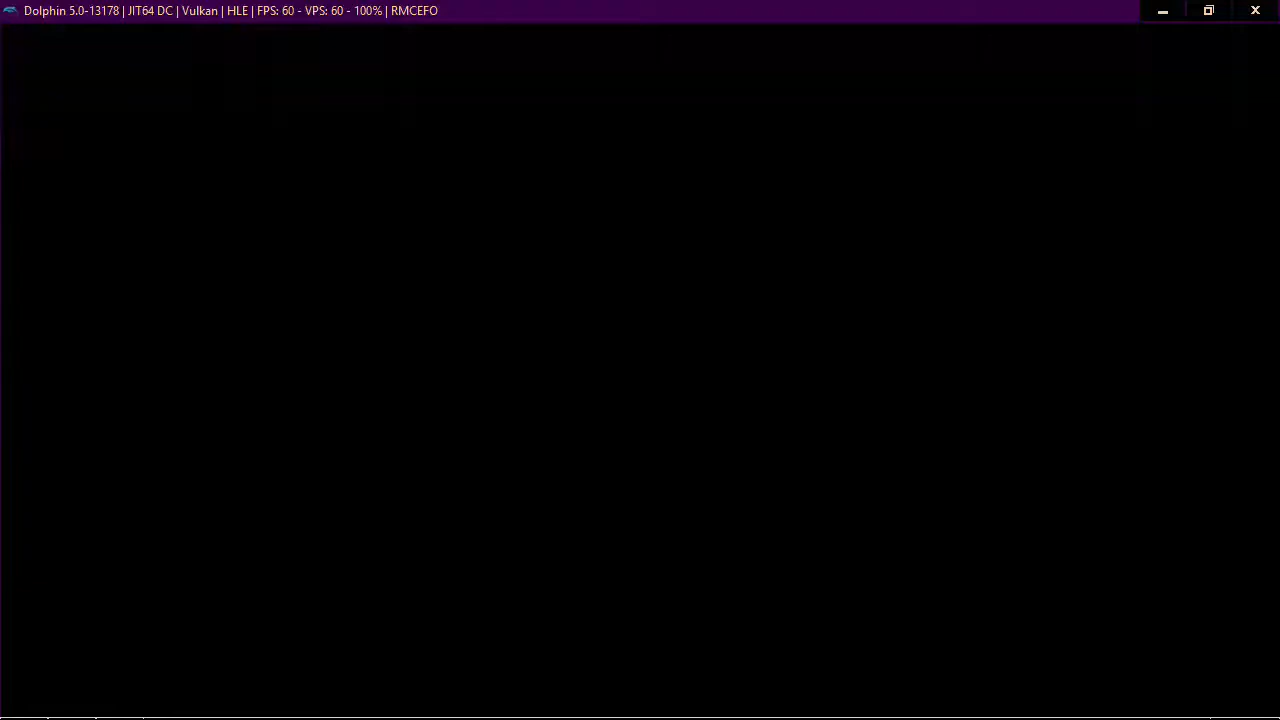 Dolphin 5.0-13178 | JIT64 DC | Vulkan | HLE | FPS: 60 - VPS: 60 - 100% | RMCEFO